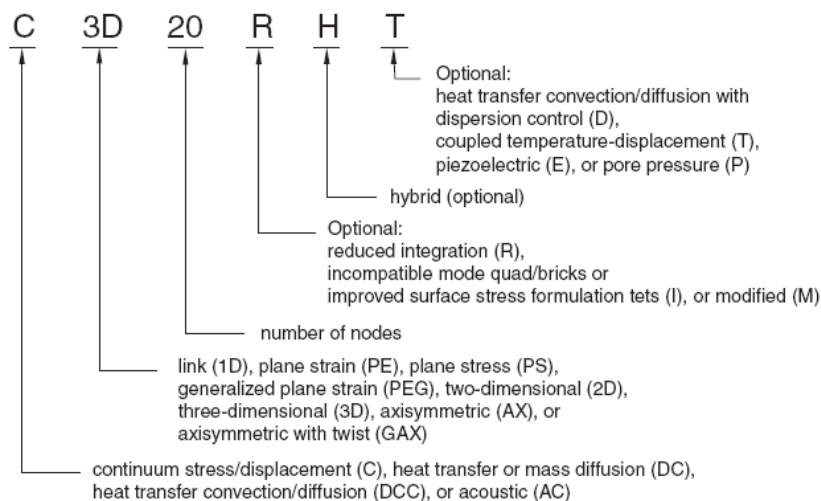 C 3D 20 R H T
Optional:
heat transfer convection/diffusion with
dispersion control (D),
coupled temperature-displacement (T),
piezoelectric (E), or pore pressure (P)
hybrid (optional)
Optional:
reduced integration (R),
incompatible mode quad/bricks or
improved surface stress formulation tets (I), or modified (M)
number of nodes
link (1D), plane strain (PE), plane stress (PS),
generalized plane strain (PEG), two-dimensional (2D),
three-dimensional (3D), axisymmetric (AX), or
axisymmetric with twist (GAX)
continuum stress/displacement (C), heat transfer or mass diffusion (DC),
heat transfer convection/diffusion (DCC), or acoustic (AC)